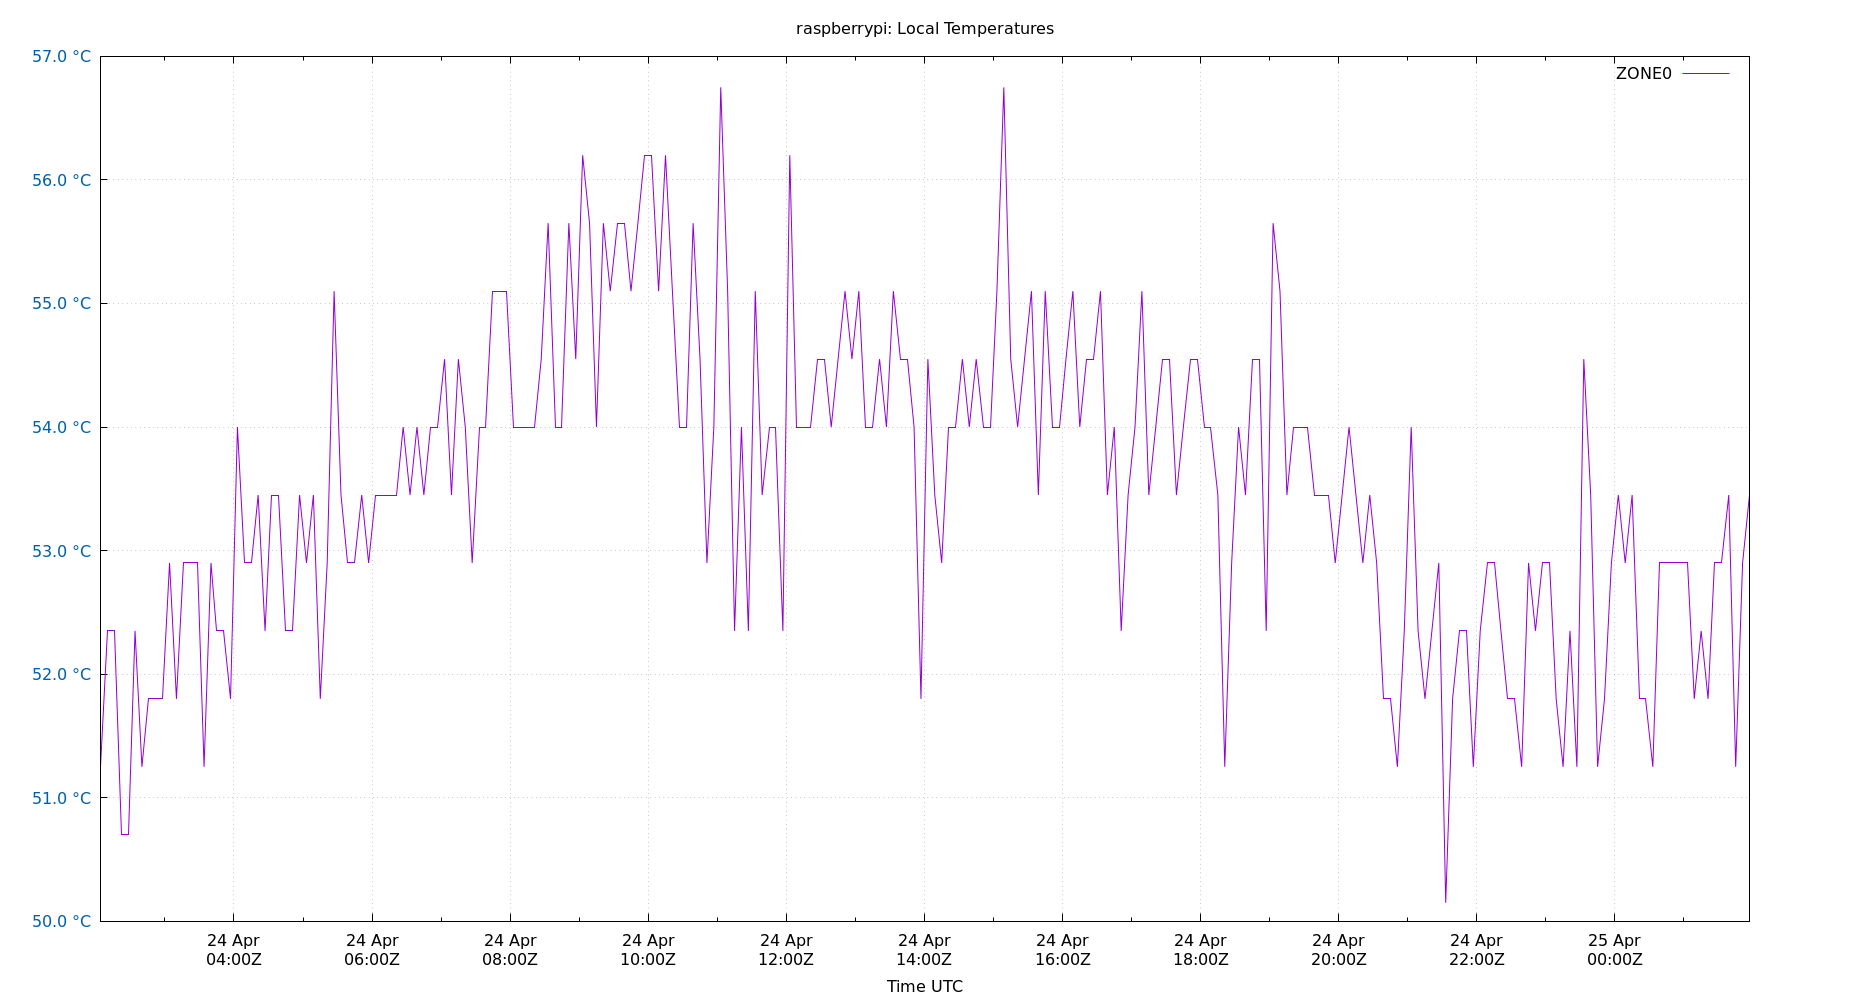 raspberrypi: Local Temperatures
57.0 °C
ZONE0
56.0 °C
55.0 °C
54.0 °C
53.0 °C
52.0 °C
51.0 °C
50.0 °C
24 Apr 24 Apr 24 Apr 24 Apr 24 Apr 24 Apr 24 Apr 24 Apr 24 Apr 24 Apr 25 Apr
04:00Z 06:00Z 08:00Z 10:00Z 12:00Z 14:00Z 16:00Z 18:00Z 20:00Z 22:00Z 00:00Z
Time UTC